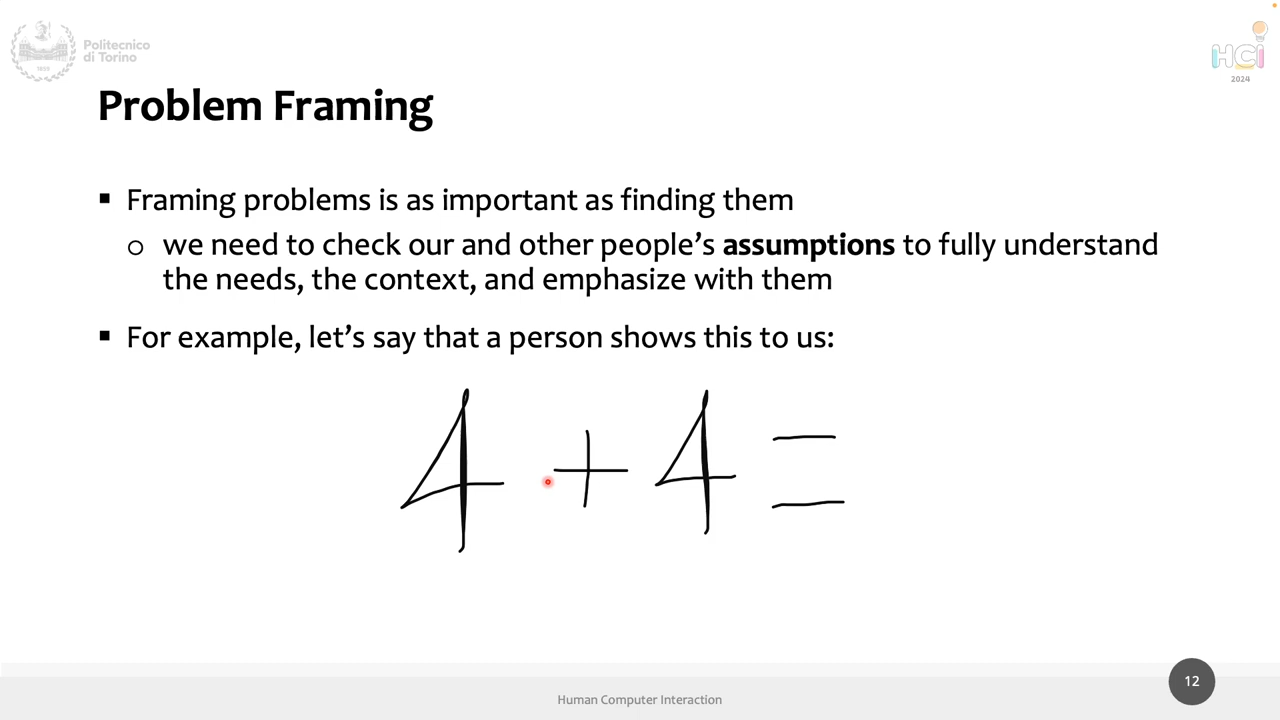 Politecnico
di Torino
1859
HCI
2024
Problem Framing
Framing problems is as important as finding them
we need to check our and other people's assumptions to fully understand
the needs, the context, and emphasize with them
For example, let's say that a person shows this to us:
4 + 4 =
12
Human Computer Interaction